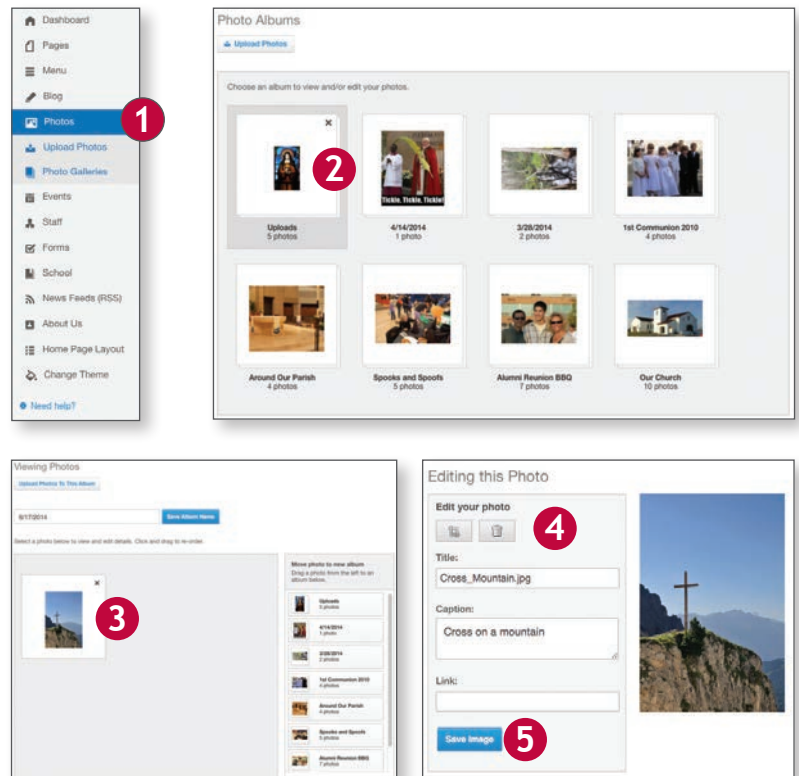 Dashboard
Pages
Menu
Blog
Photos
1
Upload Photos
Photo Galleries
Events
Staff
Forms
School
News Feeds (RSS)
About Us
Home Page Layout
Change Theme
Need help?
Photo Albums
Upload Photos
Choose an album to view and/or edit your photos.
2
Tickle, Tickle, Tickle!
Uploads
5 photos
4/14/2014
1 photo
3/28/2014
2 photos
1st Communion 2010
4 photos
Around Our Parish
4 photos
Spooks and Spoofs
5 photos
Alumni Reunion BBQ
7 photos
Our Church
10 photos
Viewing Photos
Upload Photos To This Album
6/17/2014
Save Album Name
Select a photo below to view and edit details. Click and drag to re-order.
3
Move photo to new album
Drag a photo from the left to an
album below.
Uploads
5 photos
4/14/2014
1 photo
3/28/2014
2 photos
1st Communion 2010
4 photos
Around Our Parish
4 photos
Spooks and Spoofs
5 photos
Alumni Reunion BBQ
7 photos
Editing this Photo
Edit your photo
4
Title:
Cross_Mountain.jpg
Caption:
Cross on a mountain
Link:
Save Image
5